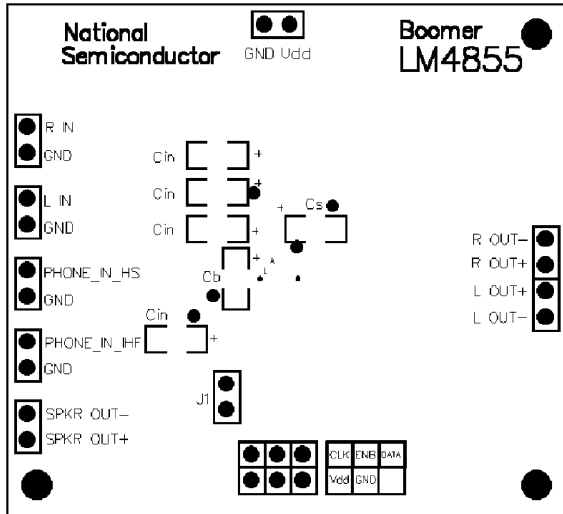 National
Semiconductor
GND Vdd
Boomer
LM4855
R IN
GND
L IN
GND
PHONE_IN_HS
GND
PHONE_IN_IHF
GND
SPKR OUT-
SPKR OUT+
Cin
+
Cin
+
Cin
+
+ Cs
Cb
+
Cin
+
J1
R OUT-
R OUT+
L OUT+
L OUT-
CLK ENB DATA
Vdd GND